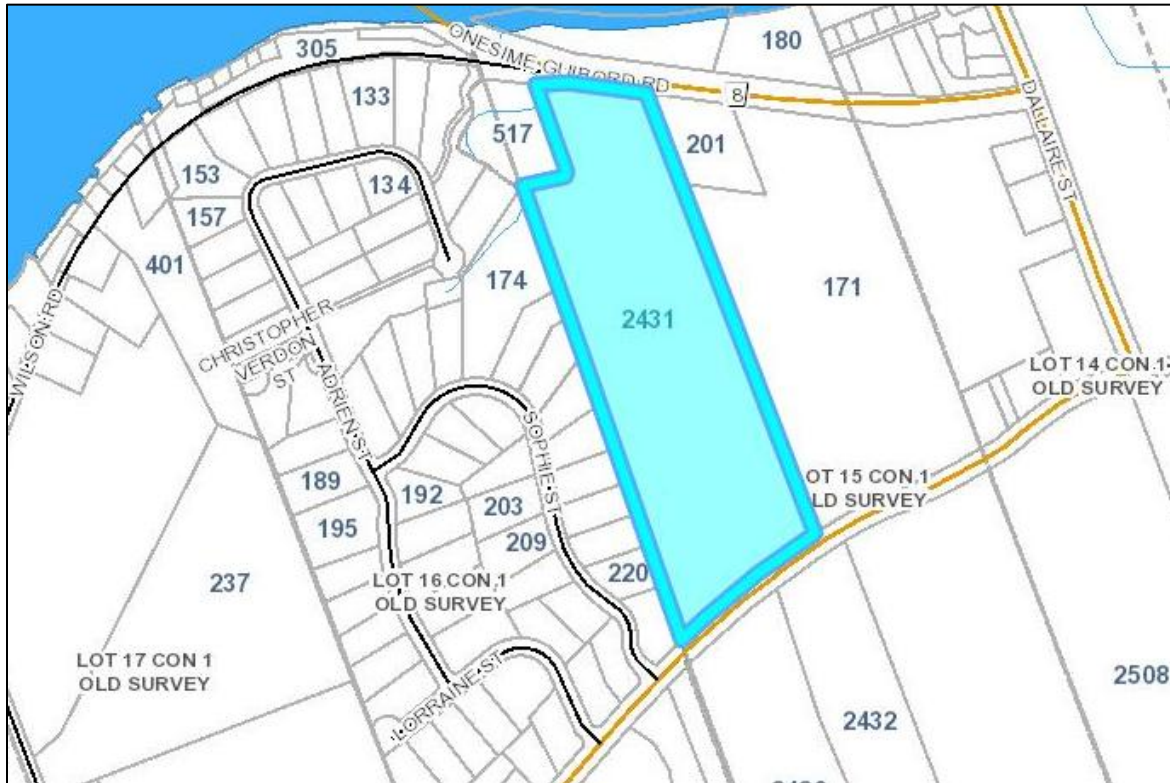 305
ONESIME GUIBORD RD
180
133
8
517
201
DALLAIRE ST
153
134
157
401
174
171
2431
WILSON RD
CHRISTOPHER
VERDON
ST
ADRIEN ST
LOT 14 CON 1
OLD SURVEY
SOPHIE ST
189
192
203
OT 15 CON 1
LD SURVEY
195
209
237
220
LOT 16 CON 1
OLD SURVEY
LOT 17 CON 1
OLD SURVEY
LORRAINE ST
2508
2432